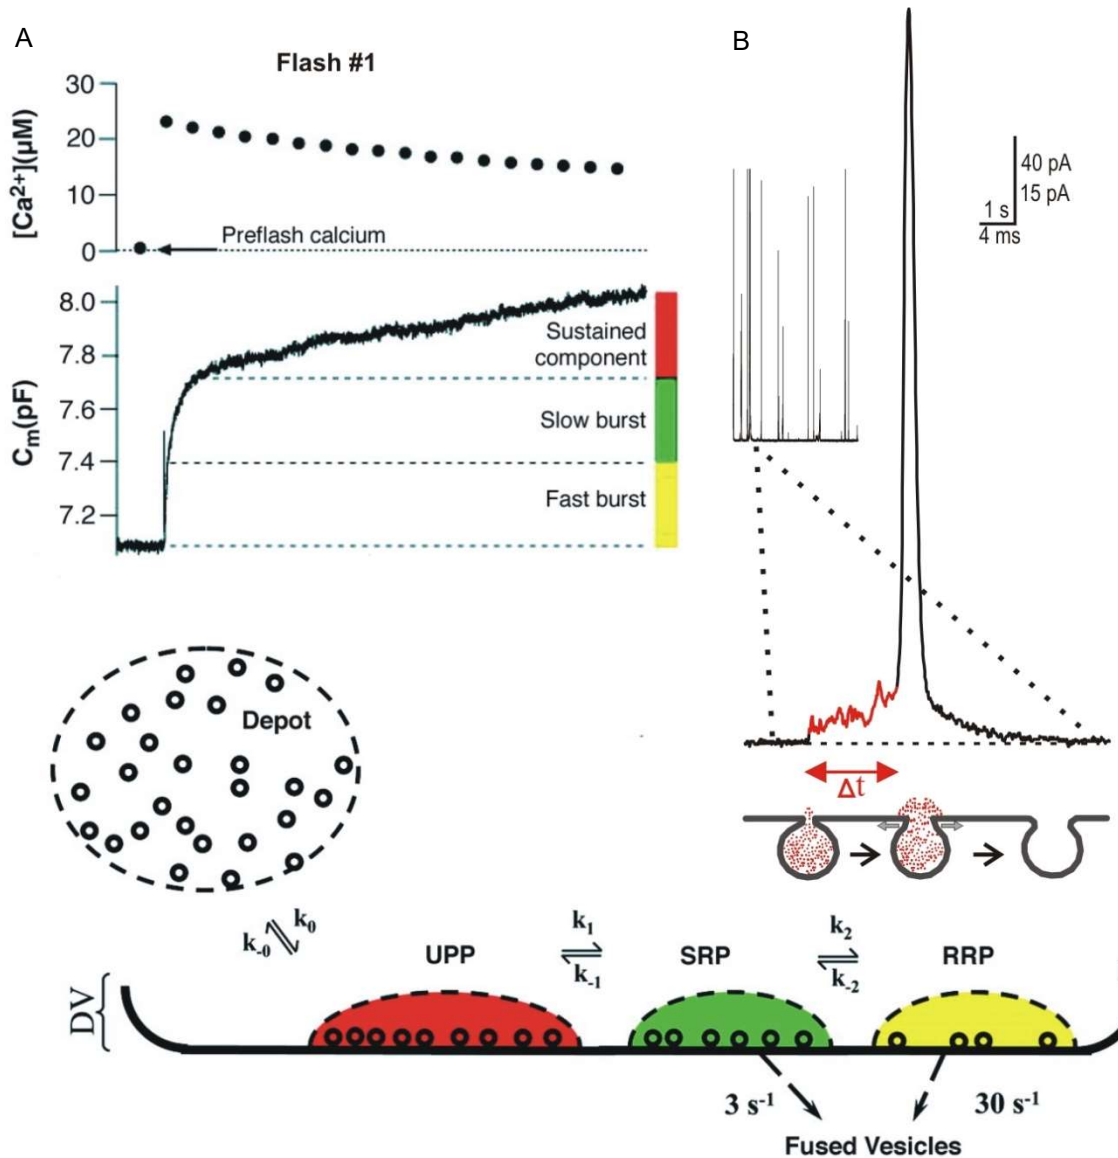 A
Flash #1
[Ca²⁺](µM)
30
20
10
0
Preflash calcium
Cₘ(pF)
8.0
7.8
7.6
7.4
7.2
Sustained
component
Slow burst
Fast burst
B
40 pA
15 pA
1 s
4 ms
Δt
Depot
k₋₀
k₀
UPP
k₁
k₋₁
SRP
k₂
k₋₂
RRP
DV
3 s⁻¹
30 s⁻¹
Fused Vesicles